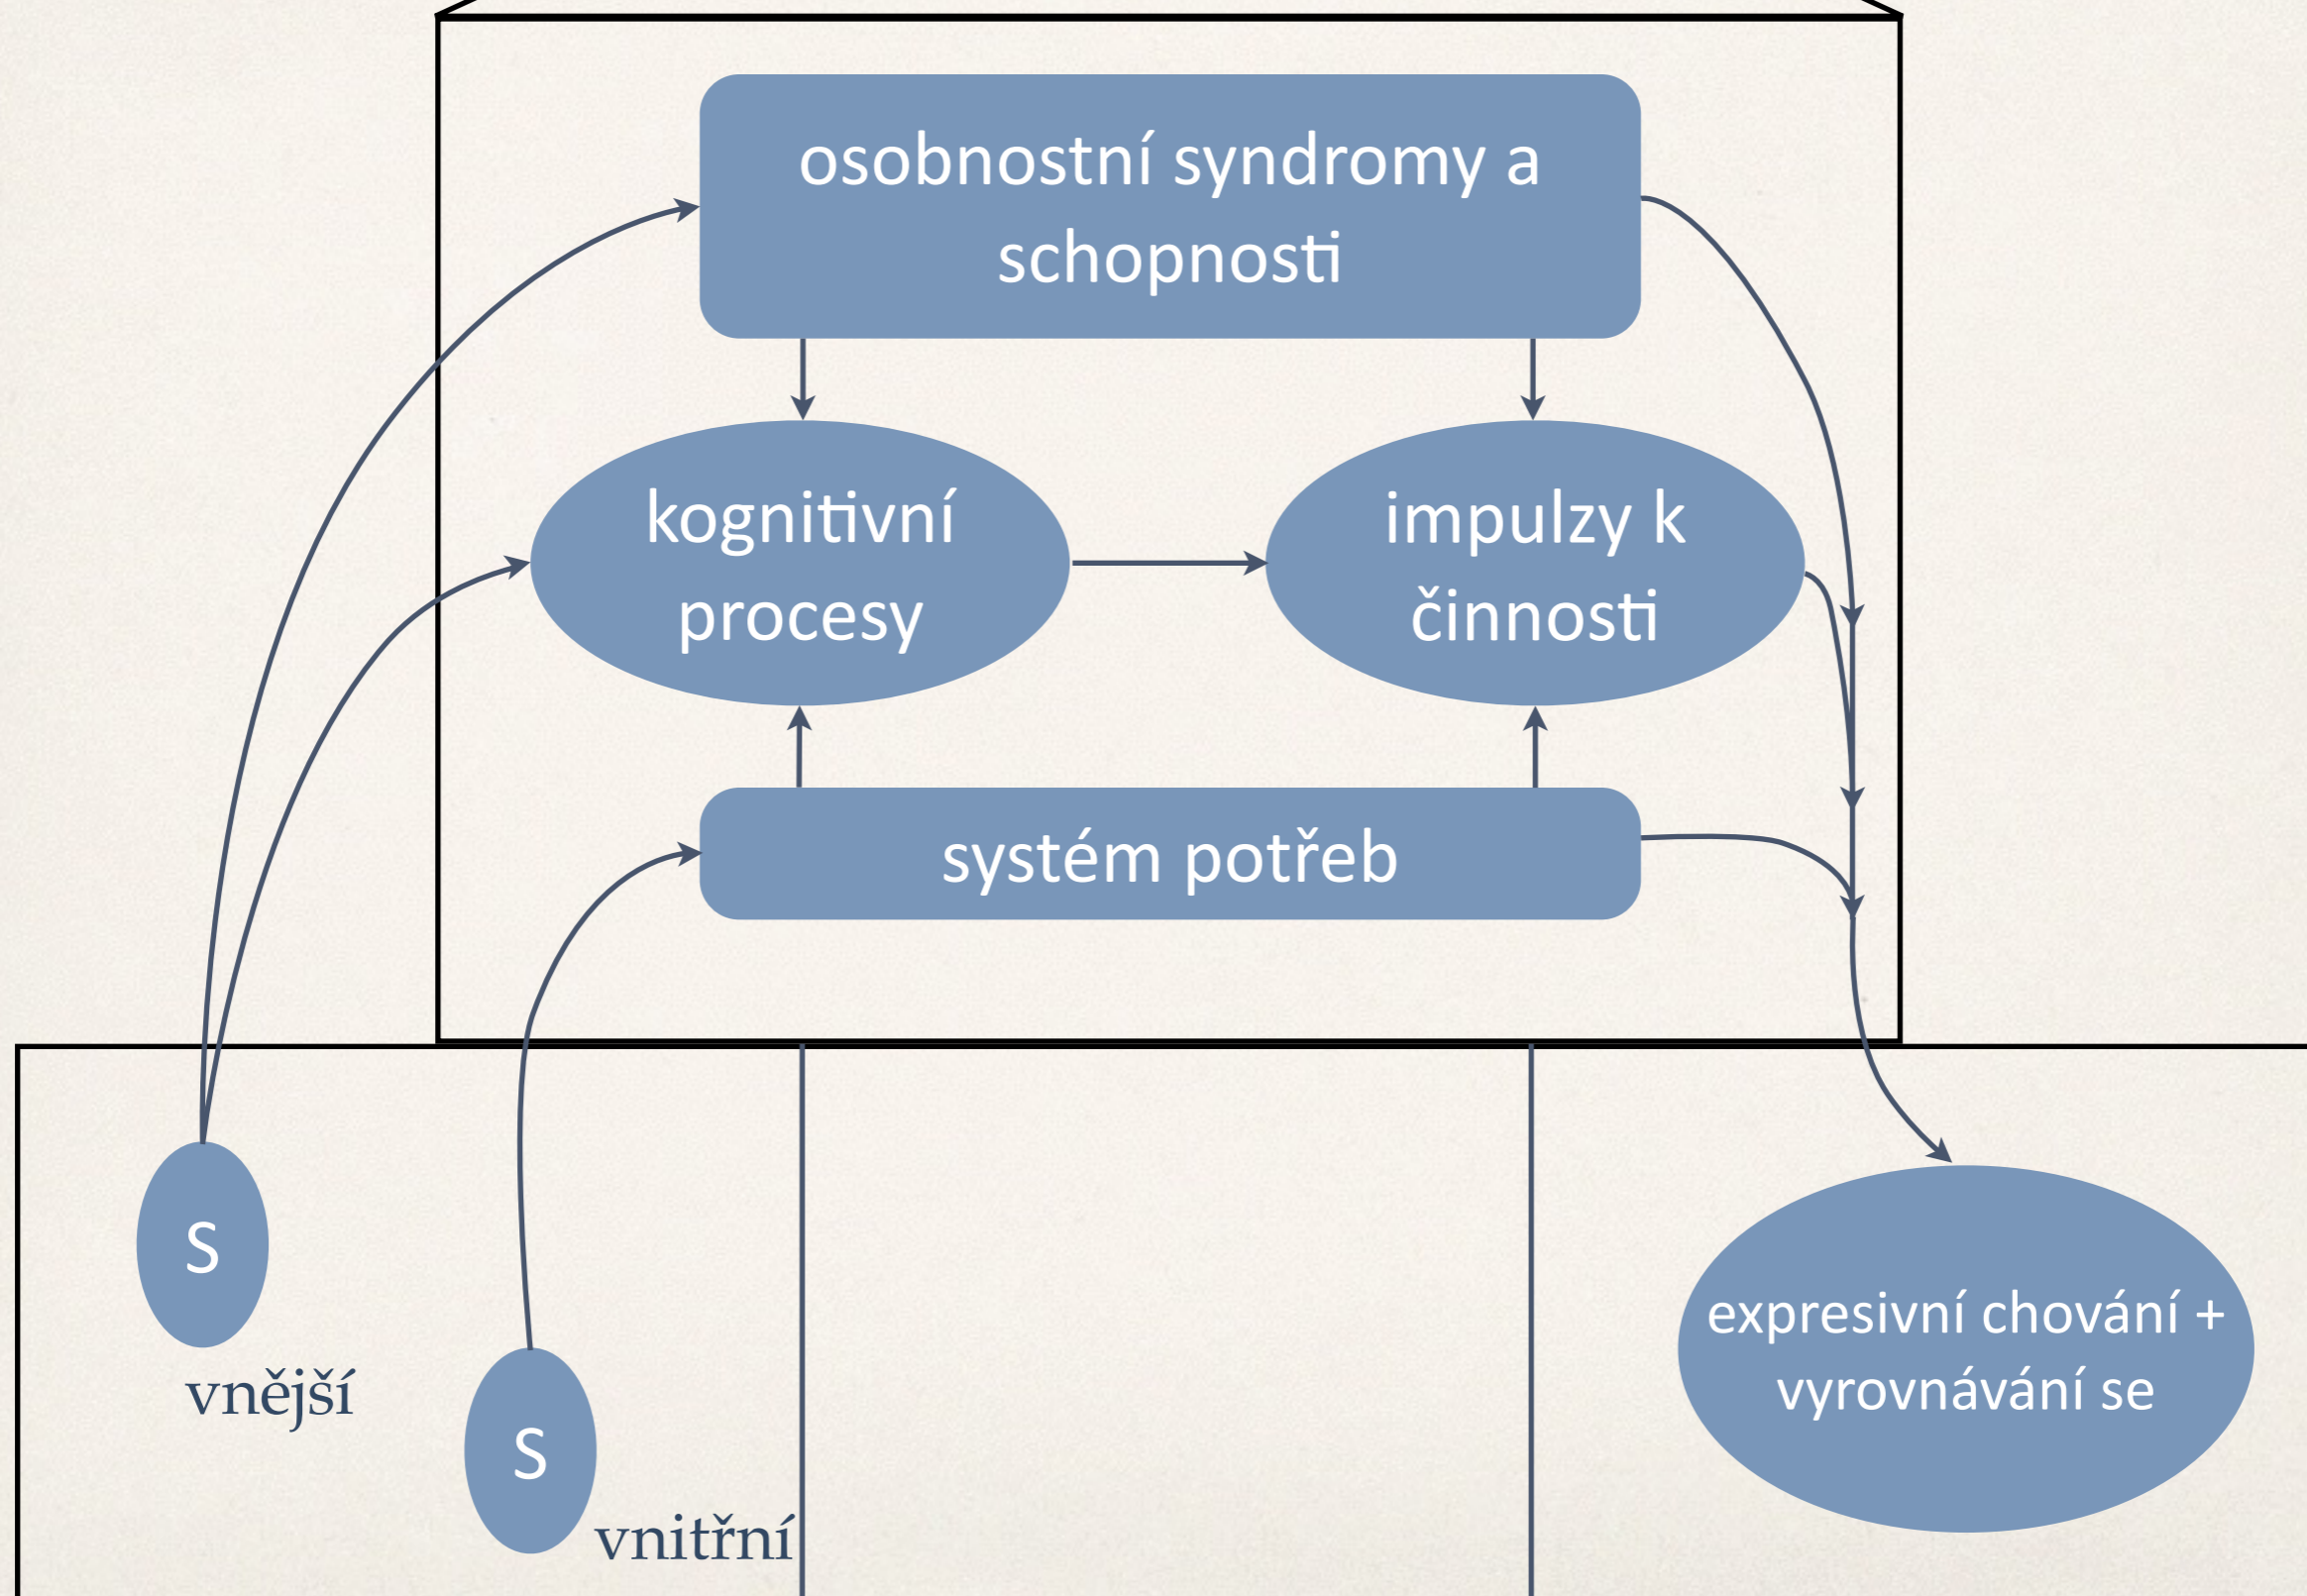 osobnostní syndromy a
schopnosti
kognitivní
procesy
impulzy k
činnosti
systém potřeb
S
vnější
S
vnitřní
expresivní chování +
vyrovnávání se